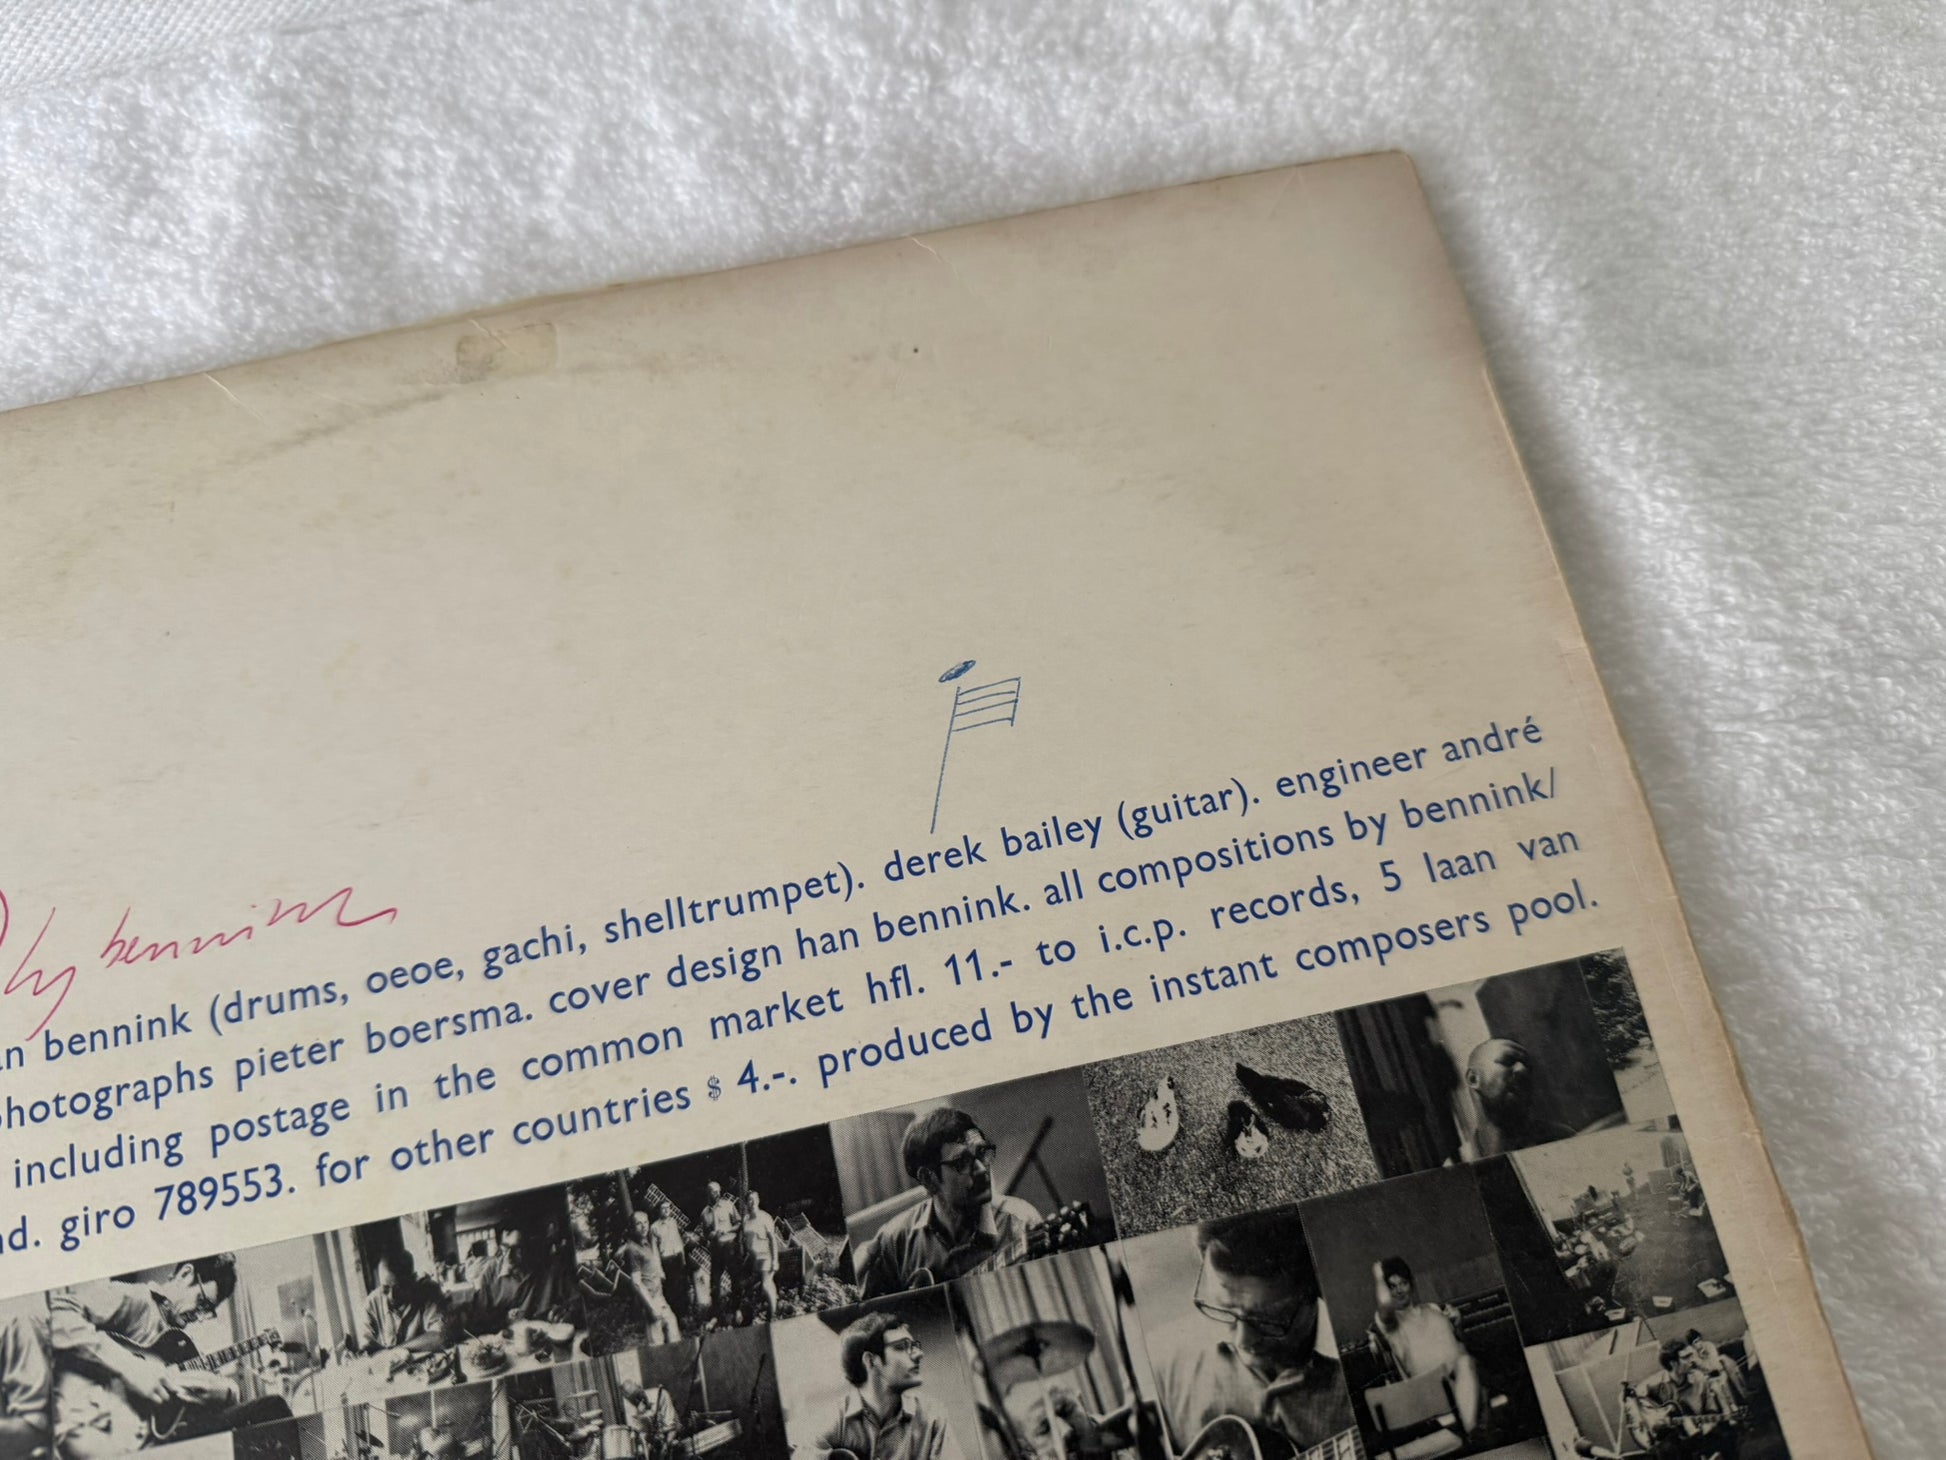 by bennink
n bennink (drums, oeoe, gachi, shelltrumpet). derek bailey (guitar). engineer andré
photographs pieter boersma. cover design han bennink. all compositions by bennink/
including postage in the common market hfl. 11.- to i.c.p. records, 5 laan van
nd. giro 789553. for other countries $ 4.-. produced by the instant composers pool.